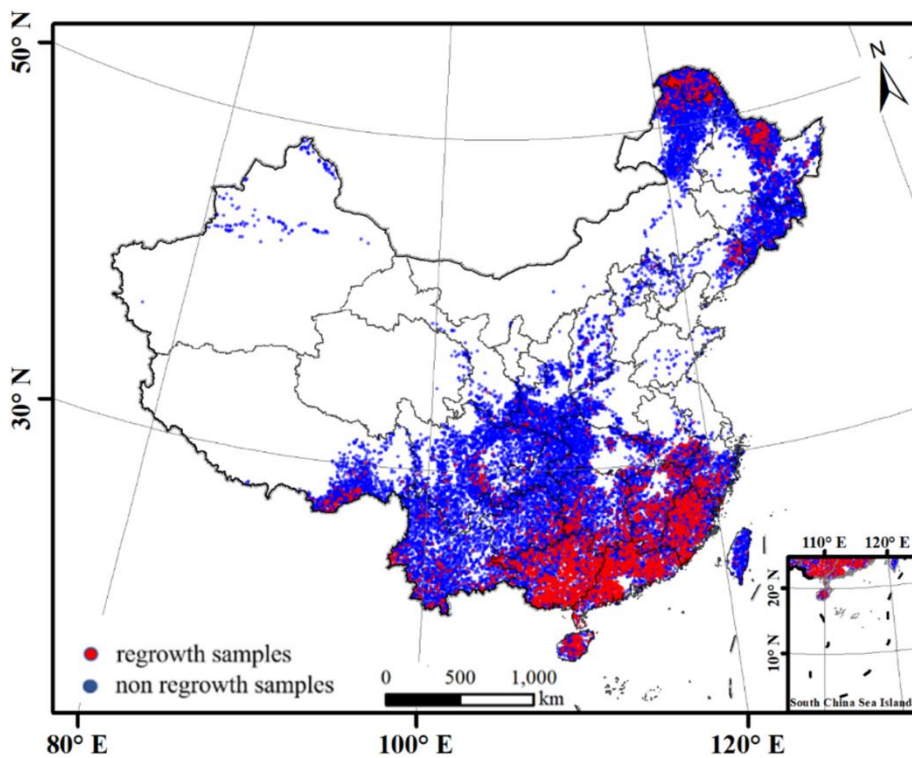 50° N
N
30° N
110° E 120° E
20° N
10° N
regrowth samples
non regrowth samples
0 500 1,000
km
South China Sea Island
80° E 100° E 120° E